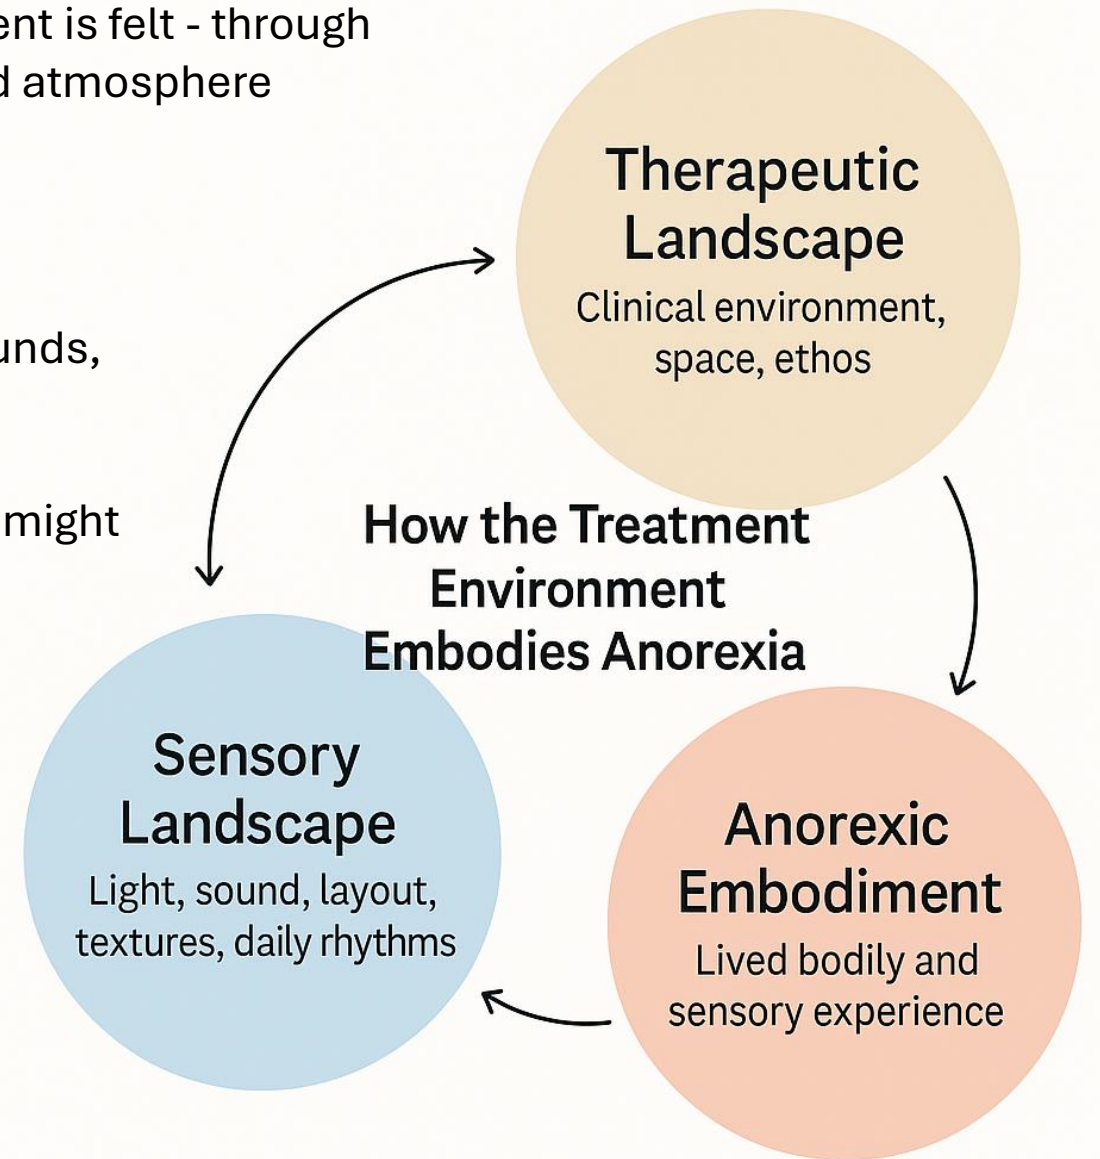 ent is felt - through
d atmosphere
unds,
might
Therapeutic
Landscape
Clinical environment,
space, ethos
How the Treatment
Environment
Embodies Anorexia
Sensory
Landscape
Light, sound, layout,
textures, daily rhythms
Anorexic
Embodiment
Lived bodily and
sensory experience